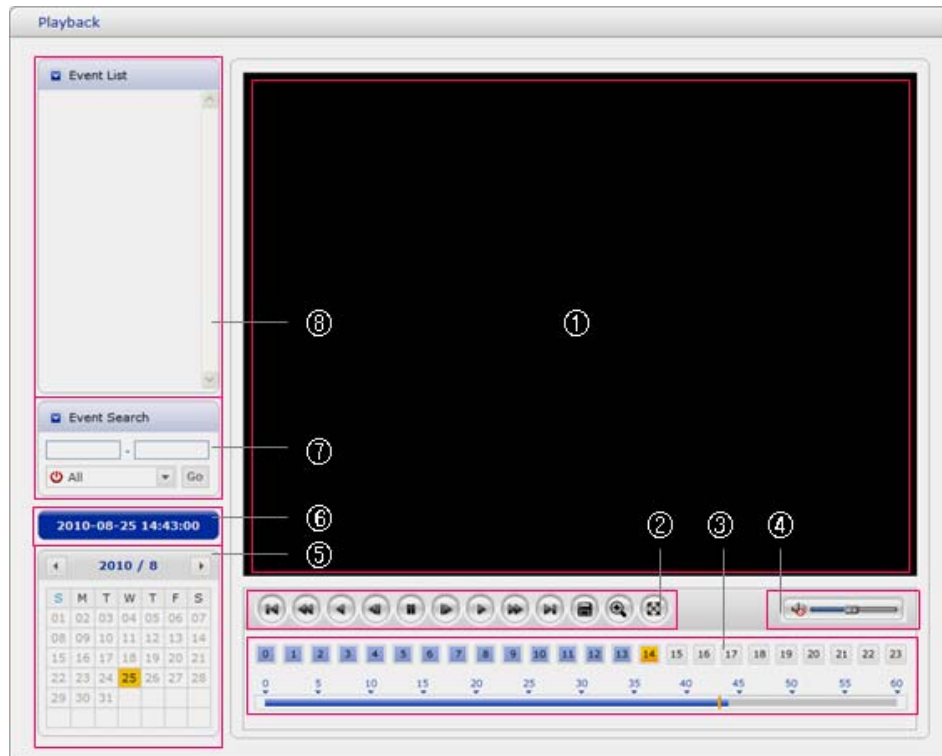 Playback
Event List
⑧
①
Event Search
-
All
Go
⑦
2010-08-25 14:43:00
⑥
②
③
④
⑤
2010 / 8
S M T W T F S
01 02 03 04 05 06 07
08 09 10 11 12 13 14
15 16 17 18 19 20 21
22 23 24 25 26 27 28
29 30 31
0 1 2 3 4 5 6 7 8 9 10 11 12 13 14 15 16 17 18 19 20 21 22 23
0 5 10 15 20 25 30 35 40 45 50 55 60